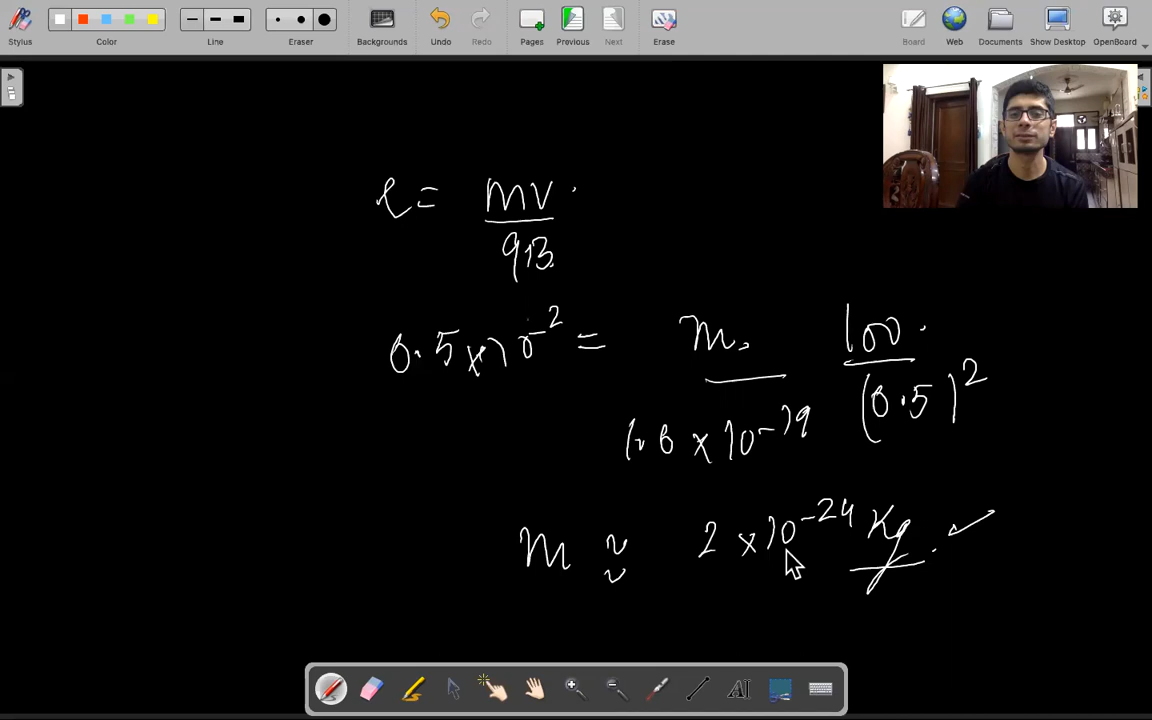 Stylus Color Line Eraser Backgrounds Undo Redo Pages Previous Next Erase Board Web Documents Show Desktop OpenBoard
r = mv / qB
0.5 × 10⁻² = m. / 1.6 × 10⁻¹⁹ 100 / (0.5)²
m ≈ 2 × 10⁻²⁴ Kg